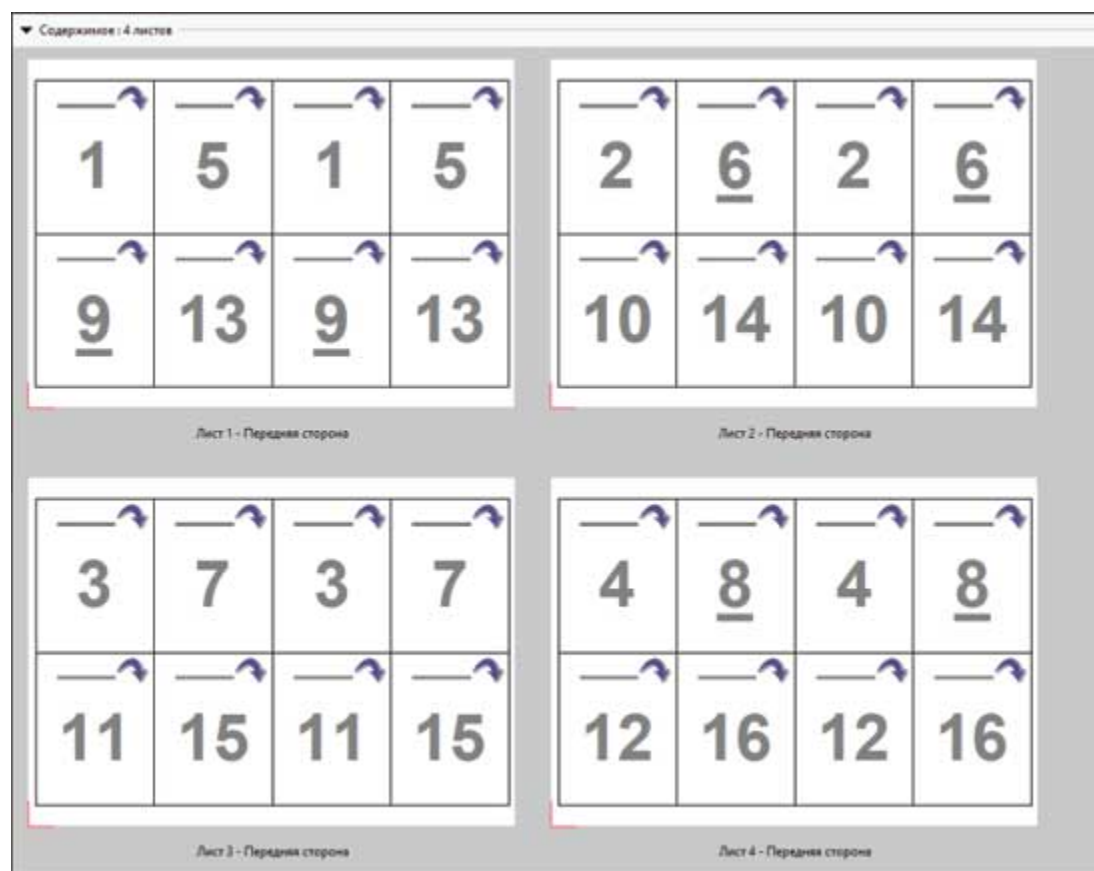 Содержимое : 4 листов
1 5 1 5
9 13 9 13
Лист 1 - Передняя сторона
2 6 2 6
10 14 10 14
Лист 2 - Передняя сторона
3 7 3 7
11 15 11 15
Лист 3 - Передняя сторона
4 8 4 8
12 16 12 16
Лист 4 - Передняя сторона